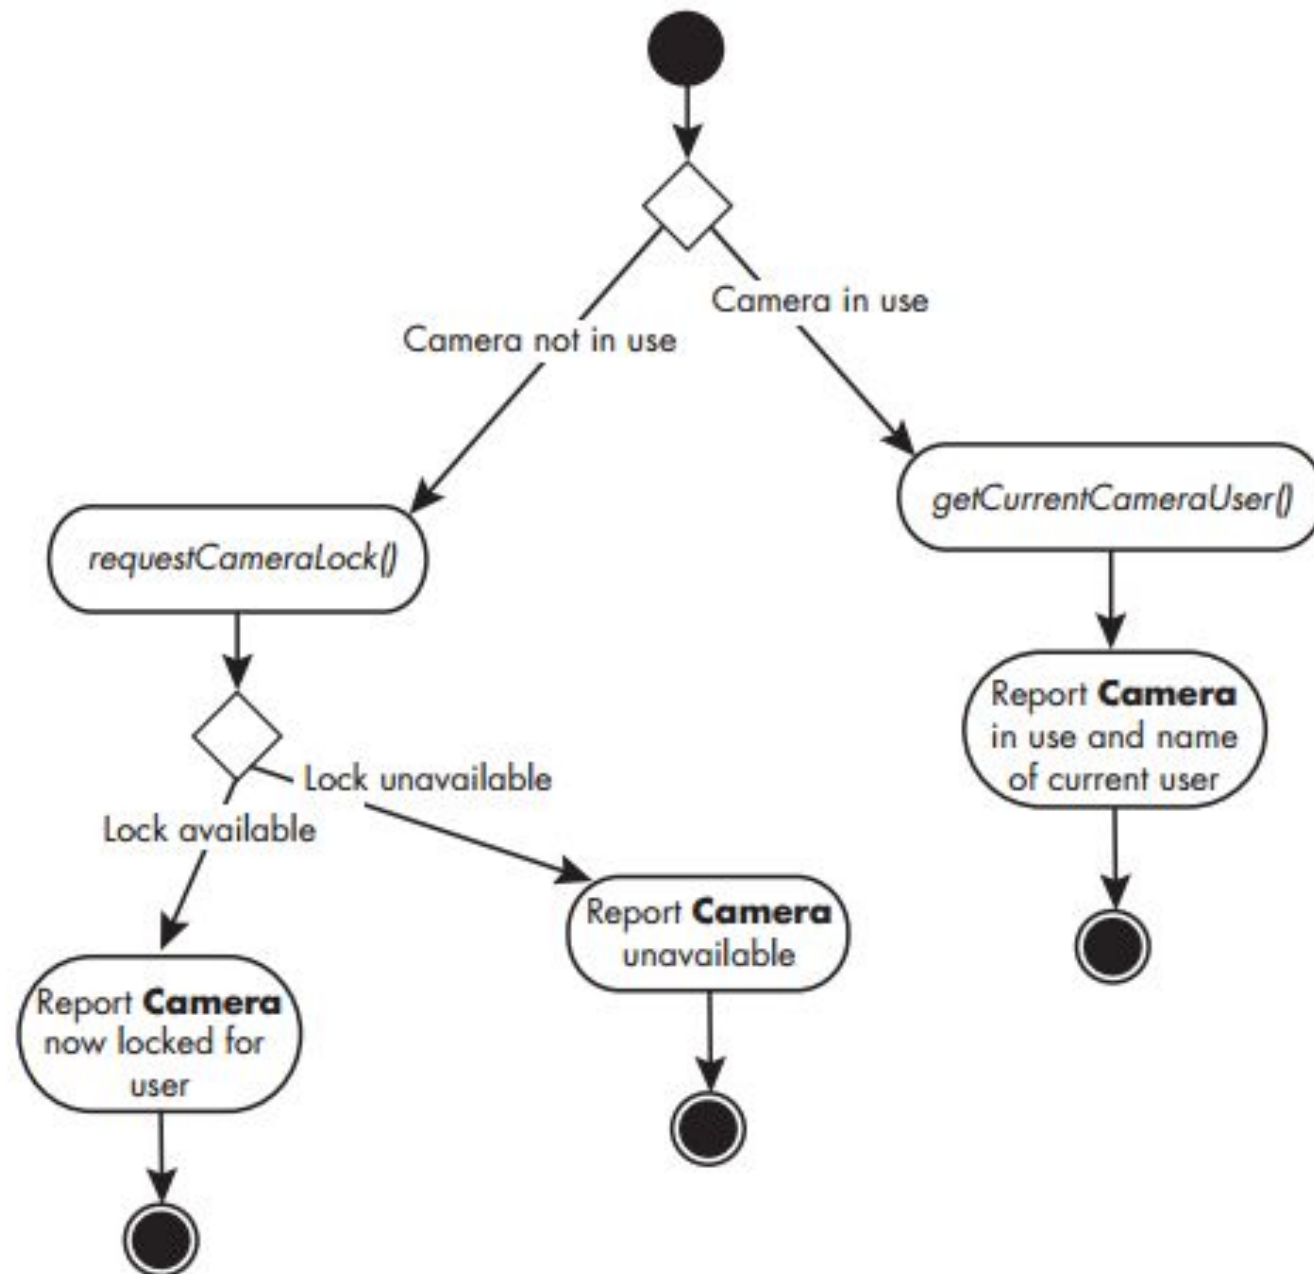 Camera in use
Camera not in use
getCurrentCameraUser()
requestCameraLock()
Report Camera
in use and name
of current user
Lock unavailable
Lock available
Report Camera
unavailable
Report Camera
now locked for
user